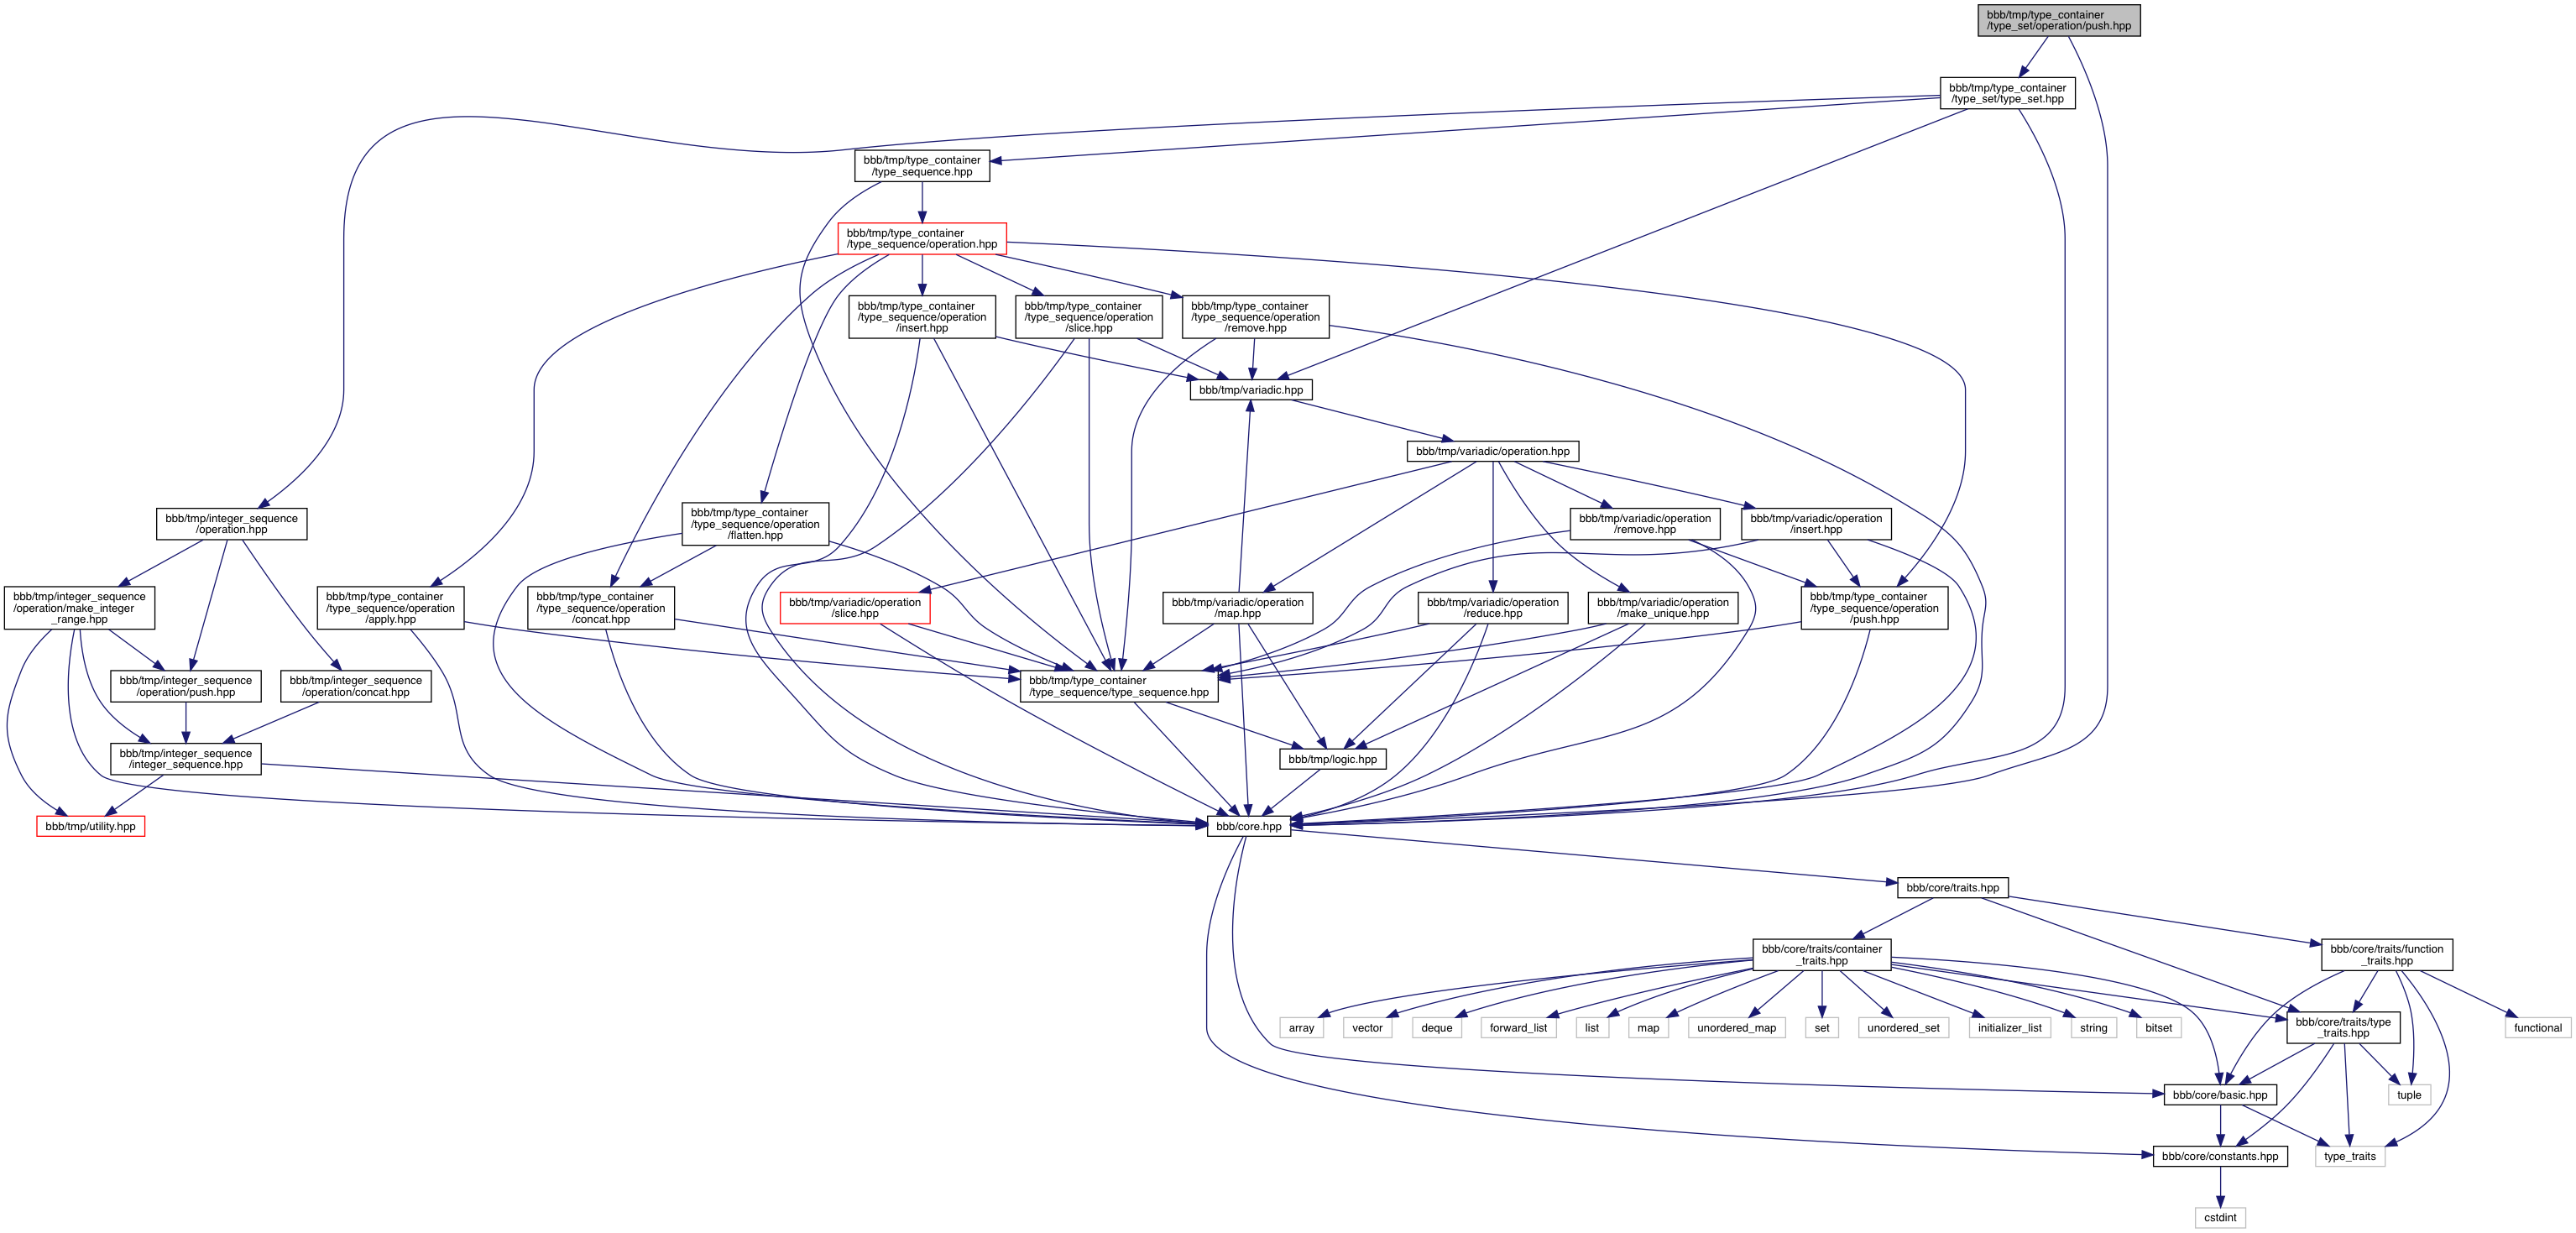 bbb/tmp/type_container
/type_set/operation/push.hpp
bbb/tmp/type_container
/type_set/type_set.hpp
bbb/tmp/type_container
/type_sequence.hpp
bbb/tmp/type_container
/type_sequence/operation.hpp
bbb/tmp/type_container
/type_sequence/operation
/insert.hpp
bbb/tmp/type_container
/type_sequence/operation
/slice.hpp
bbb/tmp/type_container
/type_sequence/operation
/remove.hpp
bbb/tmp/variadic.hpp
bbb/tmp/variadic/operation.hpp
bbb/tmp/integer_sequence
/operation.hpp
bbb/tmp/type_container
/type_sequence/operation
/flatten.hpp
bbb/tmp/variadic/operation
/remove.hpp
bbb/tmp/variadic/operation
/insert.hpp
bbb/tmp/integer_sequence
/operation/make_integer
_range.hpp
bbb/tmp/type_container
/type_sequence/operation
/apply.hpp
bbb/tmp/type_container
/type_sequence/operation
/concat.hpp
bbb/tmp/variadic/operation
/slice.hpp
bbb/tmp/variadic/operation
/map.hpp
bbb/tmp/variadic/operation
/reduce.hpp
bbb/tmp/variadic/operation
/make_unique.hpp
bbb/tmp/type_container
/type_sequence/operation
/push.hpp
bbb/tmp/integer_sequence
/operation/push.hpp
bbb/tmp/integer_sequence
/operation/concat.hpp
bbb/tmp/type_container
/type_sequence/type_sequence.hpp
bbb/tmp/integer_sequence
/integer_sequence.hpp
bbb/tmp/logic.hpp
bbb/tmp/utility.hpp
bbb/core.hpp
bbb/core/traits.hpp
bbb/core/traits/container
_traits.hpp
bbb/core/traits/function
_traits.hpp
array
vector
deque
forward_list
list
map
unordered_map
set
unordered_set
initializer_list
string
bitset
bbb/core/traits/type
_traits.hpp
functional
bbb/core/basic.hpp
tuple
bbb/core/constants.hpp
type_traits
cstdint